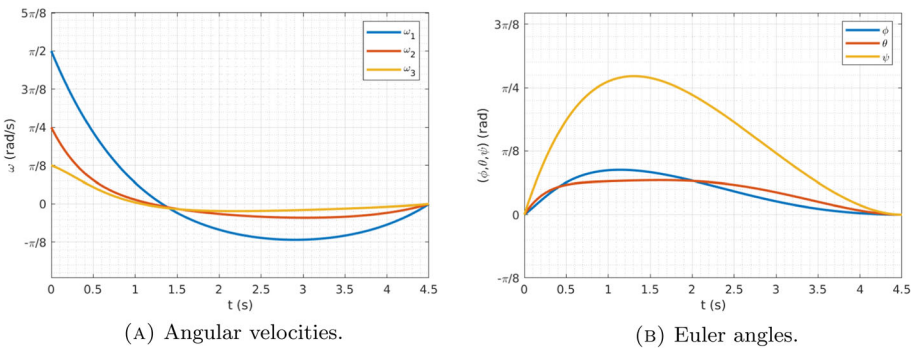 5π/8
π/2
3π/8
π/4
π/8
0
-π/8
ω (rad/s)
0 0.5 1 1.5 2 2.5 3 3.5 4 4.5
t (s)
ω1
ω2
ω3
(A) Angular velocities.
3π/8
π/4
π/8
0
-π/8
(ϕ,θ,ψ) (rad)
0 0.5 1 1.5 2 2.5 3 3.5 4 4.5
t (s)
ϕ
θ
ψ
(B) Euler angles.